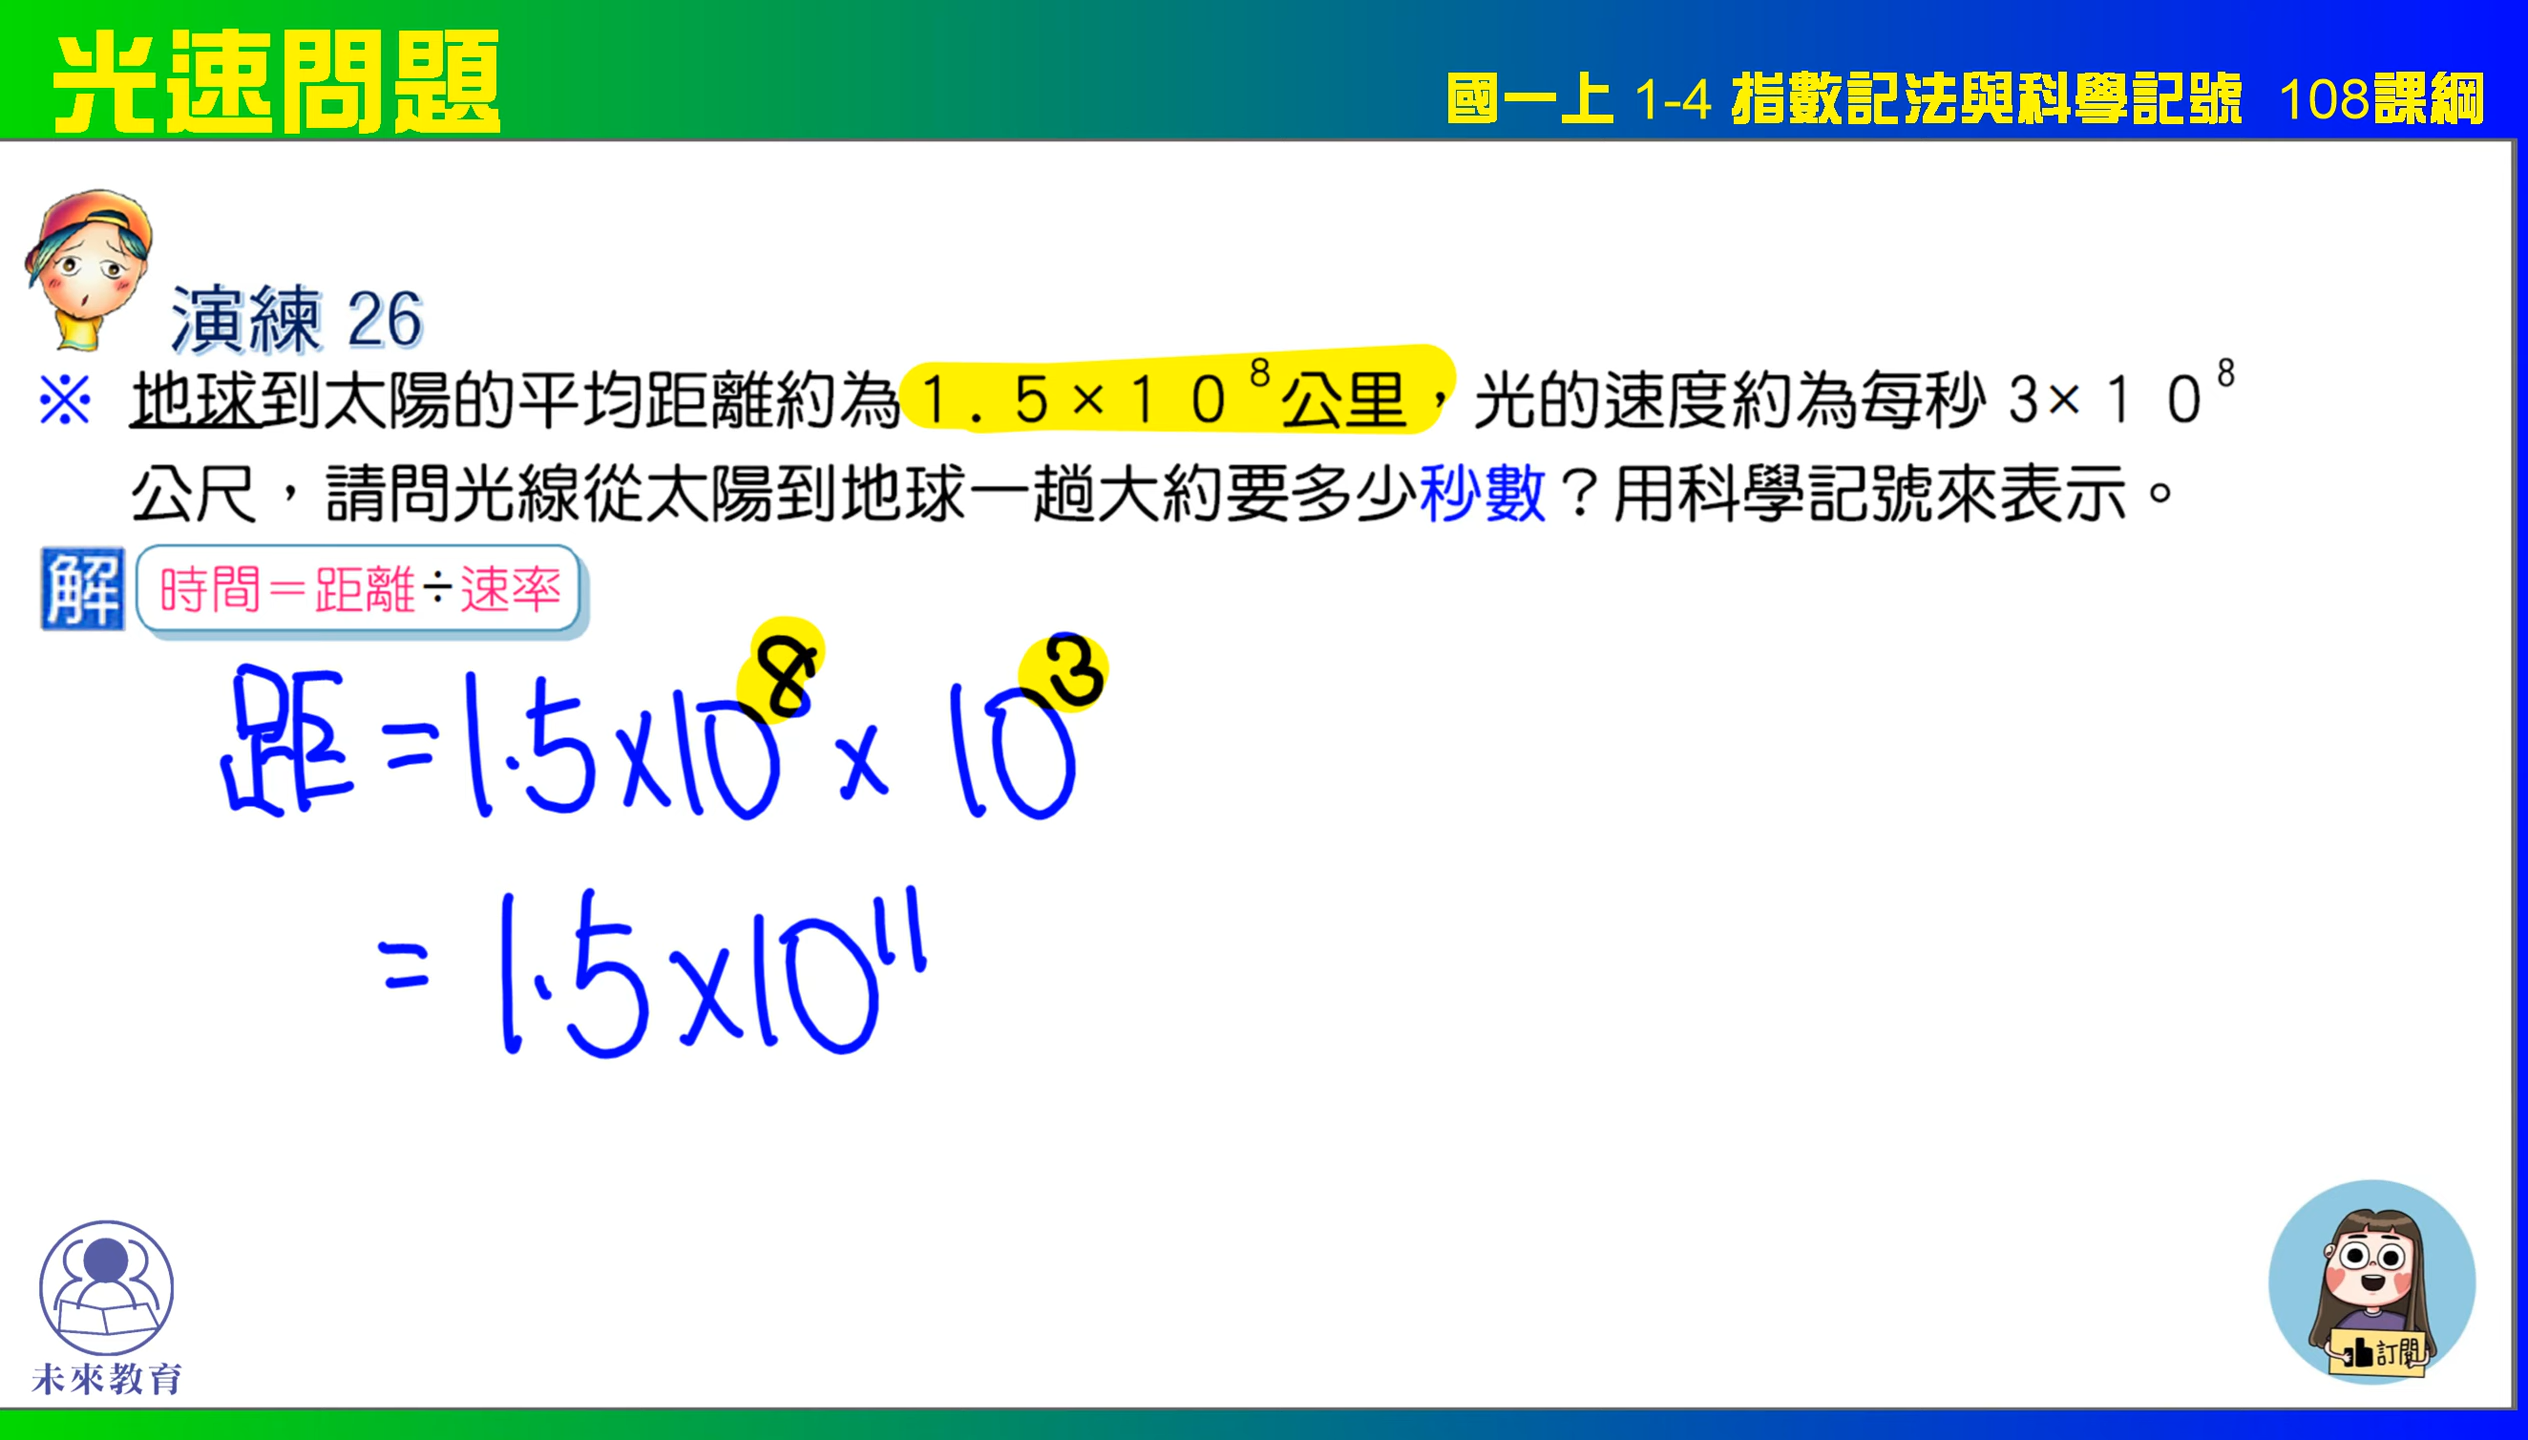 光速問題
國一上 1-4 指數記法與科學記號 108課綱
演練 26
※ 地球到太陽的平均距離約為1.5×10⁸公里，光的速度約為每秒 3×10⁸
公尺，請問光線從太陽到地球一趟大約要多少秒數？用科學記號來表示。
解 時間＝距離÷速率
距=1.5×10⁸×10³
=1.5×10¹¹
未來教育
訂閱